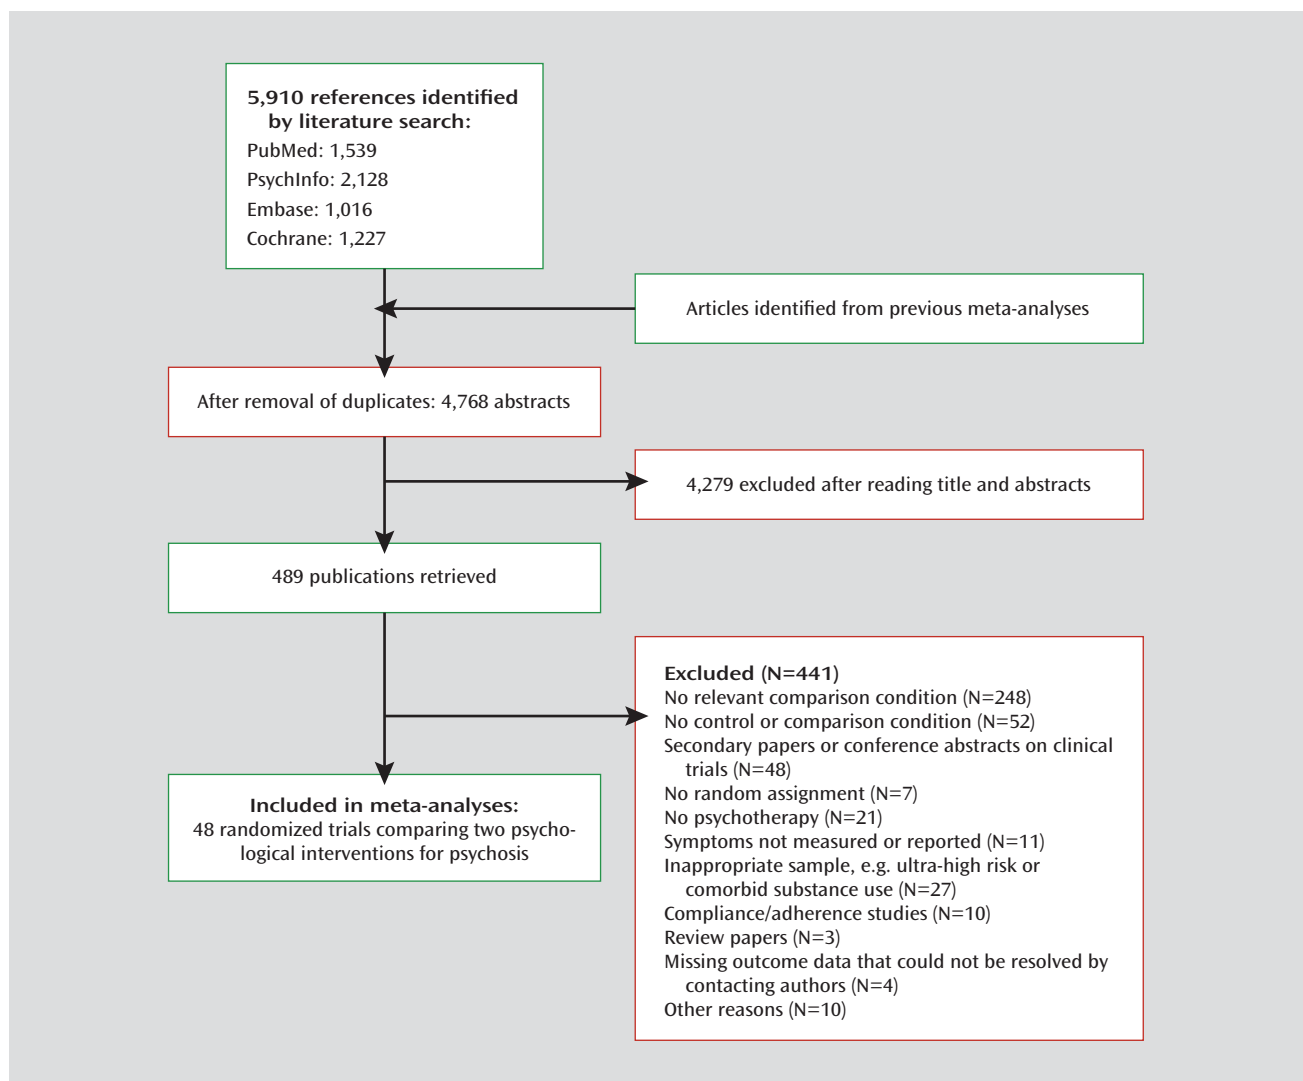 5,910 references identified
by literature search:
PubMed: 1,539
PsychInfo: 2,128
Embase: 1,016
Cochrane: 1,227
Articles identified from previous meta-analyses
After removal of duplicates: 4,768 abstracts
4,279 excluded after reading title and abstracts
489 publications retrieved
Excluded (N=441)
No relevant comparison condition (N=248)
No control or comparison condition (N=52)
Secondary papers or conference abstracts on clinical
trials (N=48)
No random assignment (N=7)
No psychotherapy (N=21)
Symptoms not measured or reported (N=11)
Inappropriate sample, e.g. ultra-high risk or
comorbid substance use (N=27)
Compliance/adherence studies (N=10)
Review papers (N=3)
Missing outcome data that could not be resolved by
contacting authors (N=4)
Other reasons (N=10)
Included in meta-analyses:
48 randomized trials comparing two psycho-
logical interventions for psychosis